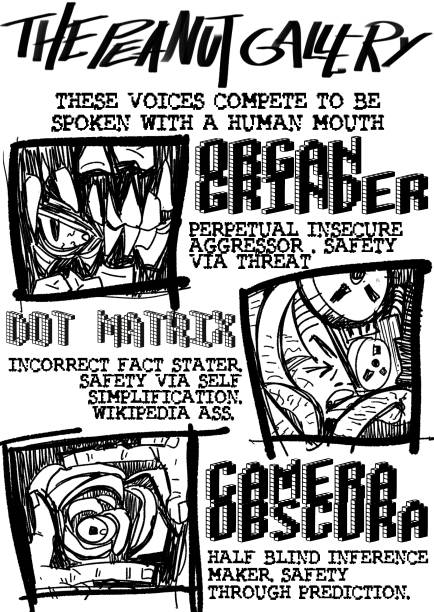 THE PEANUT GALLERY
THESE VOICES COMPETE TO BE
SPOKEN WITH A HUMAN MOUTH
ORGAN
GRINDER
PERPETUAL INSECURE
AGGRESSOR. SAFETY
VIA THREAT
DOT MATRIX
INCORRECT FACT STATER,
SAFETY VIA SELF
SIMPLIFICATION.
WIKIPEDIA ASS.
CAMERA
OBSCURA
HALF BLIND INFERENCE
MAKER, SAFETY
THROUGH PREDICTION.